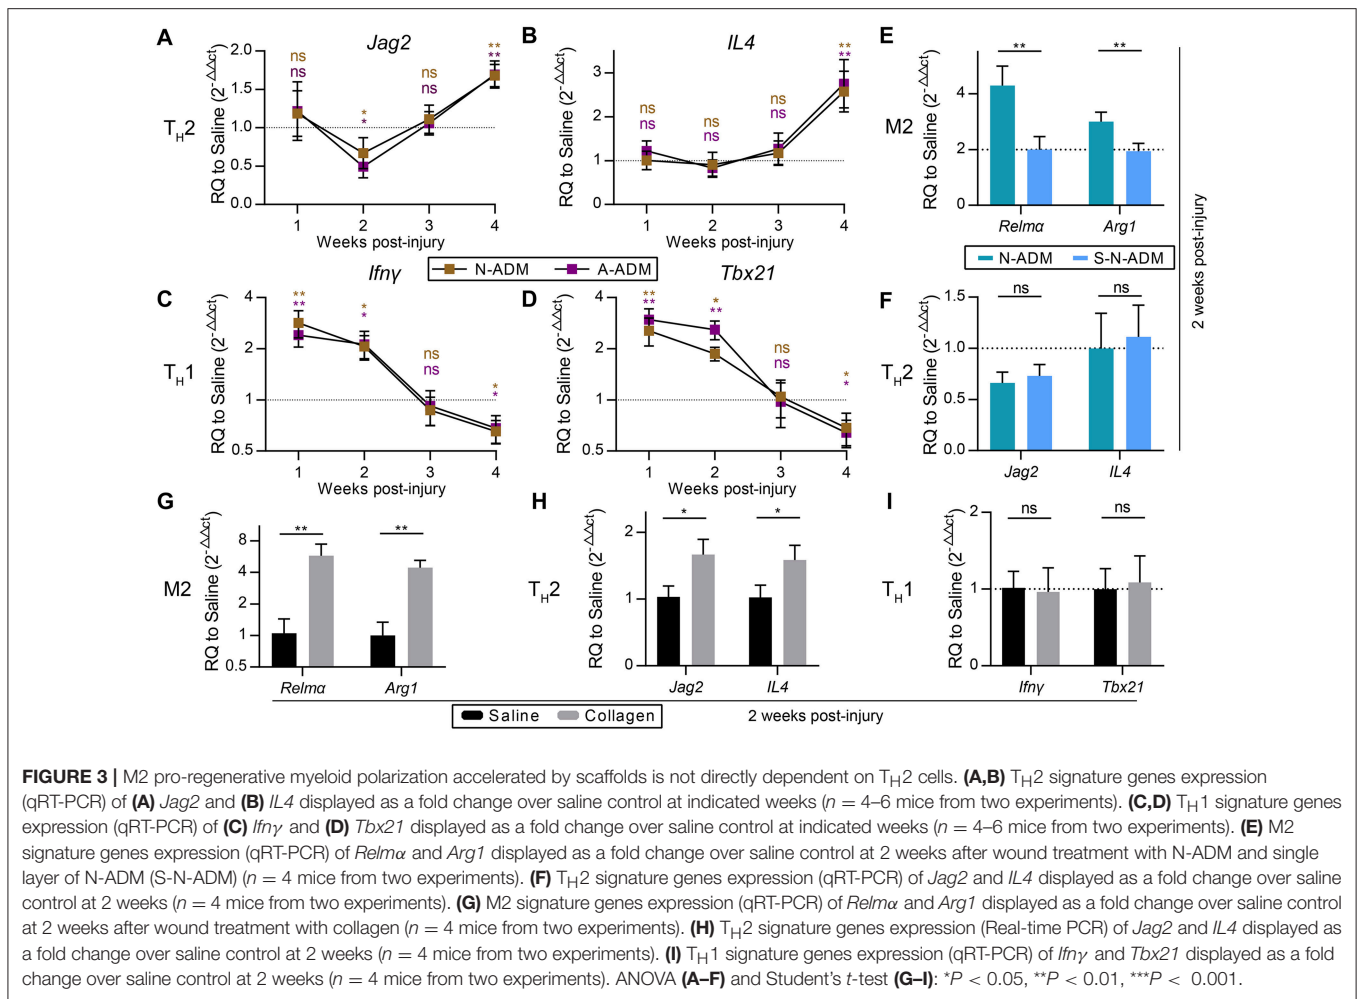 A
Jag2
B
IL4
E
T_H2
RQ to Saline (2^-ΔΔct)
2.0
1.5
1.0
0.5
0.0
ns
ns
*
*
ns
ns
**
**
1 2 3 4
Weeks post-injury
RQ to Saline (2^-ΔΔct)
3
2
1
0
ns
ns
ns
ns
ns
ns
**
**
1 2 3 4
Weeks post-injury
M2
RQ to Saline (2^-ΔΔct)
4
2
0
** **
Relmα Arg1
N-ADM S-N-ADM
2 weeks post-injury
N-ADM A-ADM
C
Ifnγ
D
Tbx21
F
T_H1
RQ to Saline (2^-ΔΔct)
4
2
1
0.5
**
**
*
*
ns
ns
*
*
1 2 3 4
Weeks post-injury
RQ to Saline (2^-ΔΔct)
4
2
1
0.5
**
**
*
**
ns
ns
*
*
1 2 3 4
Weeks post-injury
T_H2
RQ to Saline (2^-ΔΔct)
1.5
1.0
0.5
0.0
ns ns
Jag2 IL4
G
M2
RQ to Saline (2^-ΔΔct)
8
4
2
1
0.5
** **
Relmα Arg1
H
T_H2
RQ to Saline (2^-ΔΔct)
2
1
0
* *
Jag2 IL4
I
T_H1
RQ to Saline (2^-ΔΔct)
2
1
0
ns ns
Ifnγ Tbx21
Saline Collagen
2 weeks post-injury
FIGURE 3 | M2 pro-regenerative myeloid polarization accelerated by scaffolds is not directly dependent on T_H2 cells. (A,B) T_H2 signature genes expression
(qRT-PCR) of (A) Jag2 and (B) IL4 displayed as a fold change over saline control at indicated weeks (n = 4–6 mice from two experiments). (C,D) T_H1 signature genes
expression (qRT-PCR) of (C) Ifnγ and (D) Tbx21 displayed as a fold change over saline control at indicated weeks (n = 4–6 mice from two experiments). (E) M2
signature genes expression (qRT-PCR) of Relmα and Arg1 displayed as a fold change over saline control at 2 weeks after wound treatment with N-ADM and single
layer of N-ADM (S-N-ADM) (n = 4 mice from two experiments). (F) T_H2 signature genes expression (qRT-PCR) of Jag2 and IL4 displayed as a fold change over saline
control at 2 weeks (n = 4 mice from two experiments). (G) M2 signature genes expression (qRT-PCR) of Relmα and Arg1 displayed as a fold change over saline control
at 2 weeks after wound treatment with collagen (n = 4 mice from two experiments). (H) T_H2 signature genes expression (Real-time PCR) of Jag2 and IL4 displayed as
a fold change over saline control at 2 weeks (n = 4 mice from two experiments). (I) T_H1 signature genes expression (qRT-PCR) of Ifnγ and Tbx21 displayed as a fold
change over saline control at 2 weeks (n = 4 mice from two experiments). ANOVA (A–F) and Student's t-test (G–I): *P < 0.05, **P < 0.01, ***P < 0.001.